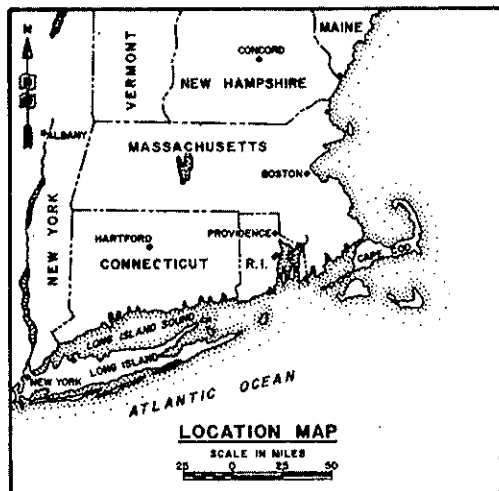 N
MAINE
CONCORD
VERMONT
NEW HAMPSHIRE
ALBANY
MASSACHUSETTS
BOSTON
NEW YORK
PROVIDENCE
HARTFORD
R.I.
CONNECTICUT
CAPE COD
LONG ISLAND SOUND
LONG ISLAND
NEW YORK
ATLANTIC OCEAN
LOCATION MAP
SCALE IN MILES
25 0 25 50